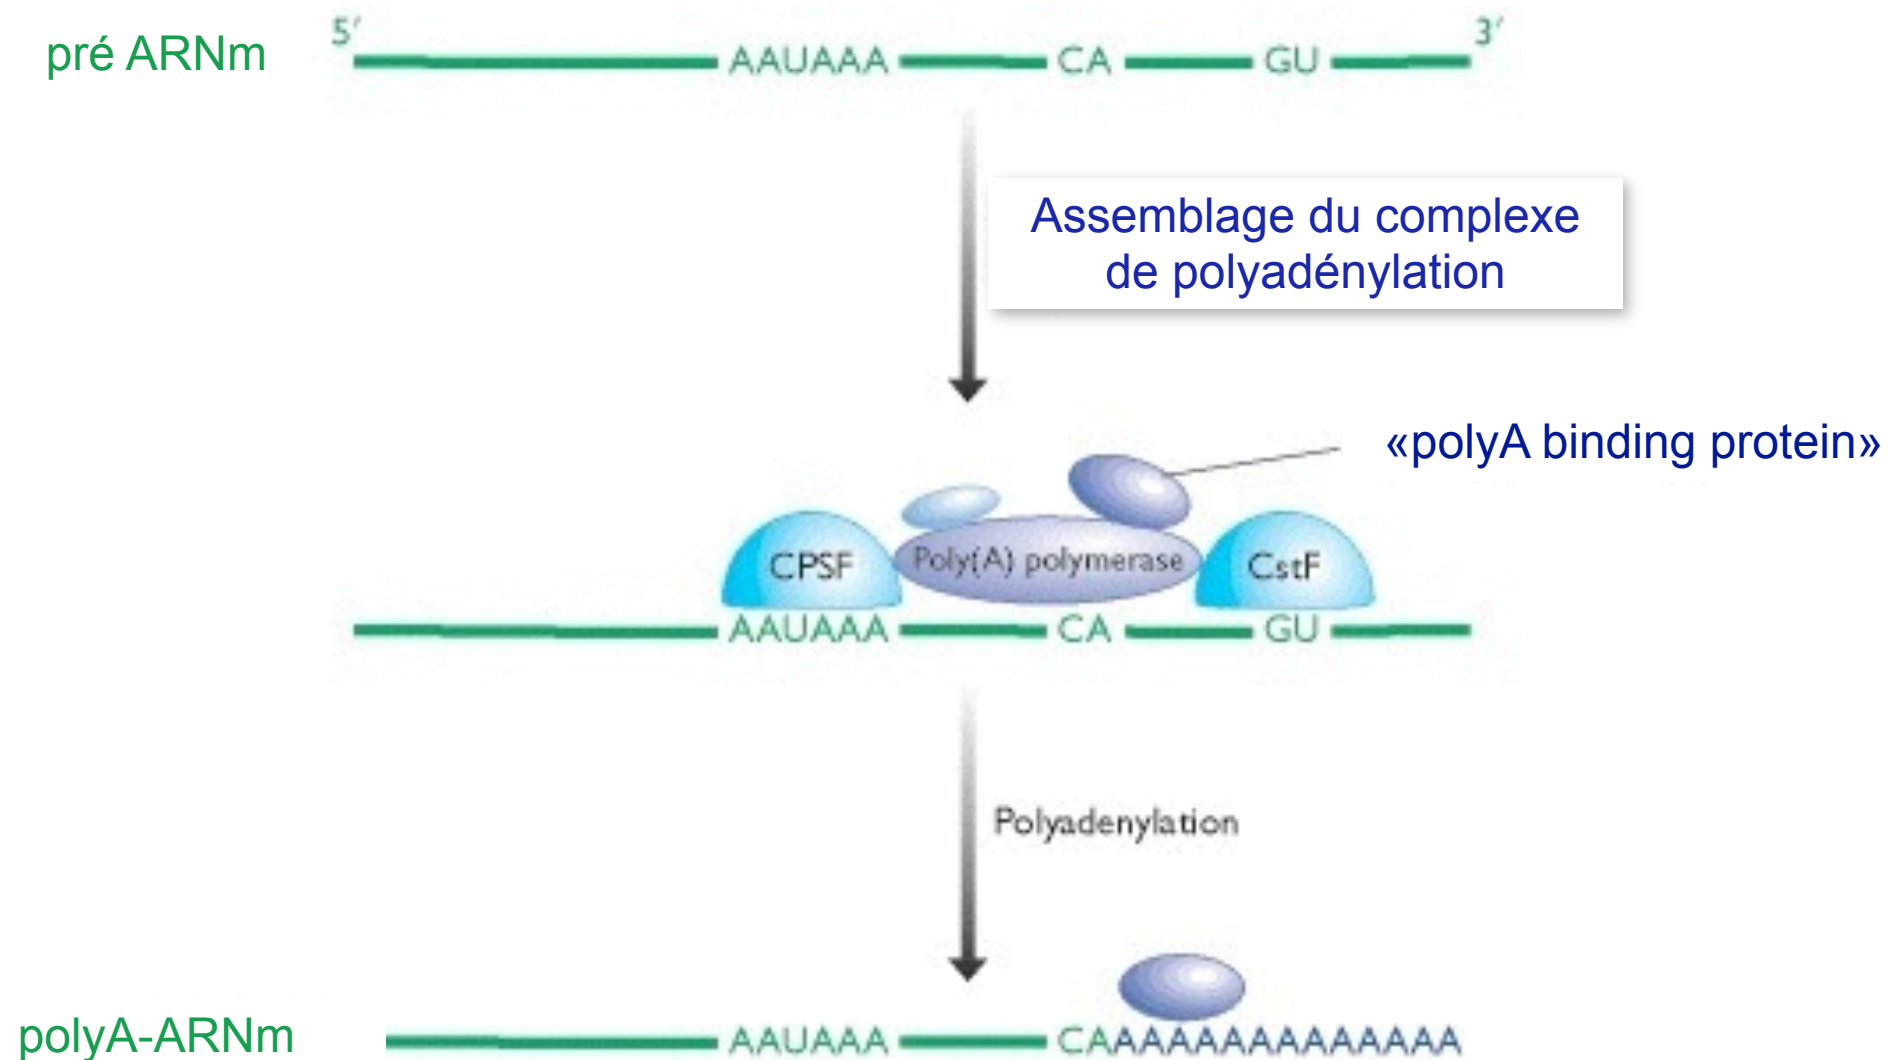 pré ARNm
5′
AAUAAA CA GU
3′
Assemblage du complexe
de polyadénylation
«polyA binding protein»
CPSF
Poly(A) polymerase
CstF
AAUAAA CA GU
Polyadenylation
polyA-ARNm
AAUAAA CAAAAAAAAAAAAAA